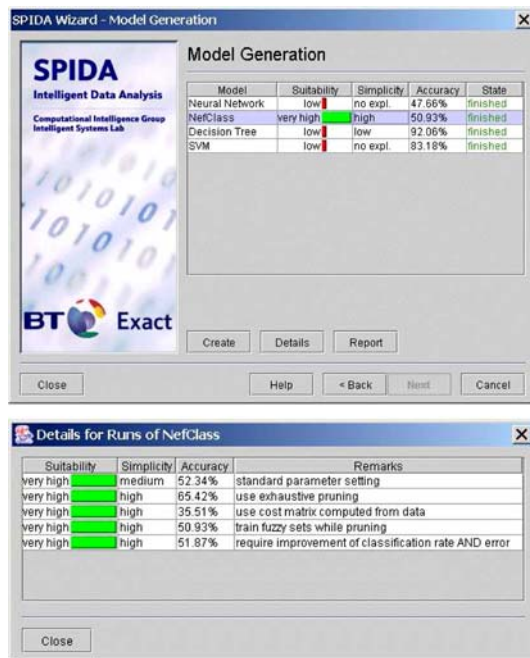 SPIDA Wizard - Model Generation
SPIDA
Intelligent Data Analysis
Computational Intelligence Group
Intelligent Systems Lab
BT Exact
Model Generation
Model Suitability Simplicity Accuracy State
Neural Network low no expl. 47.66% finished
NefClass very high high 50.93% finished
Decision Tree low low 92.06% finished
SVM low no expl. 83.18% finished
Create Details Report
Close Help < Back Next Cancel
Details for Runs of NefClass
Suitability Simplicity Accuracy Remarks
very high medium 52.34% standard parameter setting
very high high 65.42% use exhaustive pruning
very high high 35.51% use cost matrix computed from data
very high high 50.93% train fuzzy sets while pruning
very high high 51.87% require improvement of classification rate AND error
Close